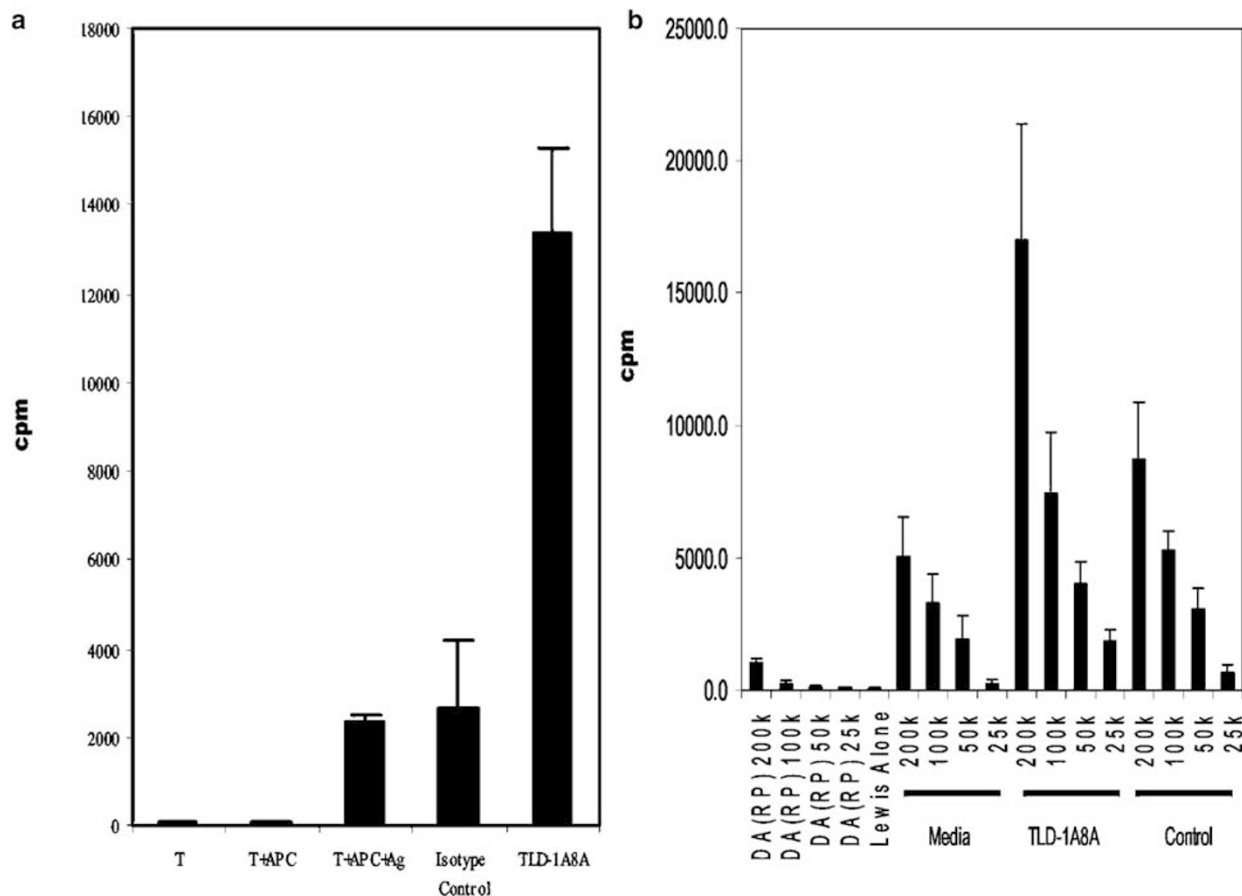 a
18000
16000
14000
12000
10000
8000
6000
4000
2000
0
cpm
T
T+APC
T+APC+Ag
Isotype
Control
TLD-1A8A
b
25000.0
20000.0
15000.0
10000.0
5000.0
0.0
cpm
DA(RP)200k
DA(RP)100k
DA(RP)50k
DA(RP)25k
Lewis Alone
200k
100k
50k
25k
200k
100k
50k
25k
200k
100k
50k
25k
Media
TLD-1A8A
Control